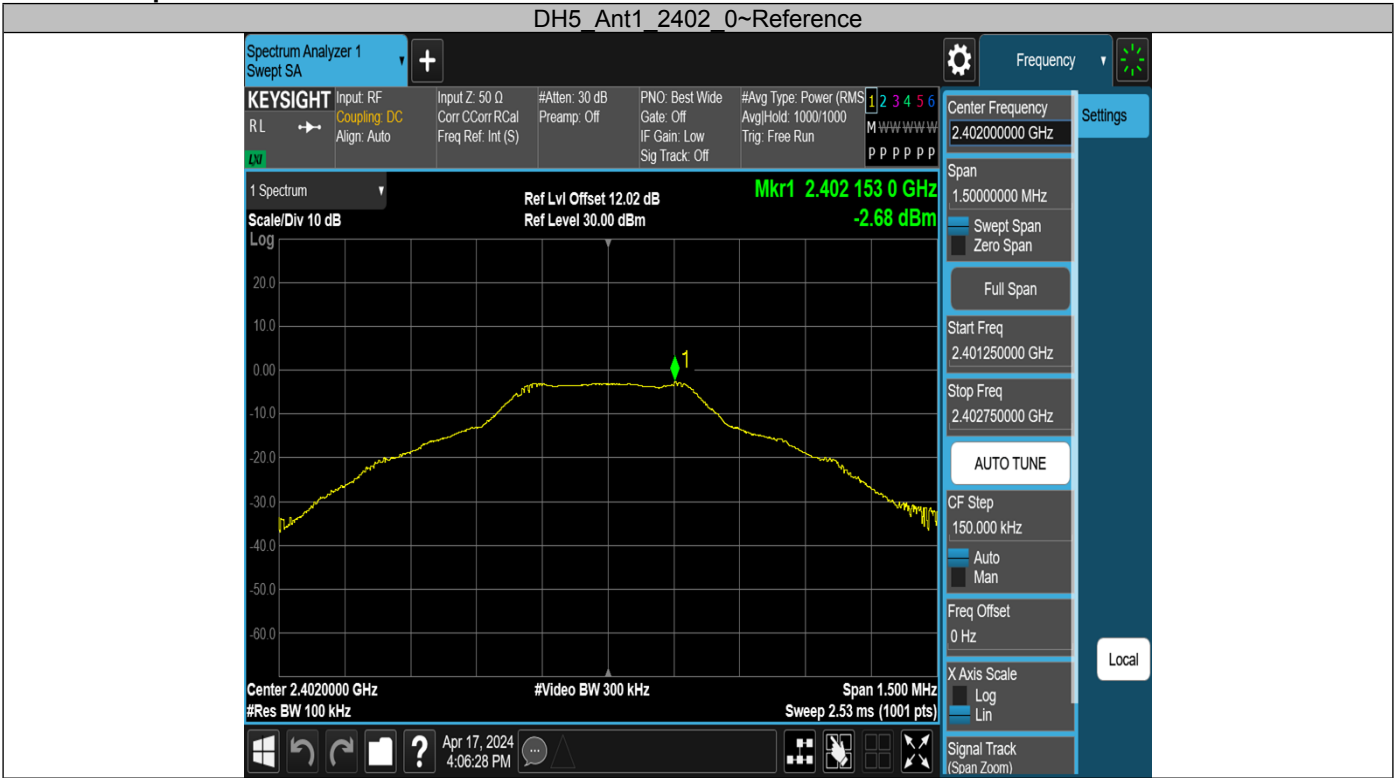 DH5_Ant1_2402_0~Reference
Spectrum Analyzer 1
Swept SA
+
Frequency
KEYSIGHT
R L
LXI
Input: RF
Coupling: DC
Align: Auto
Input Z: 50 Ω
Corr CCorr RCal
Freq Ref: Int (S)
#Atten: 30 dB
Preamp: Off
PNO: Best Wide
Gate: Off
IF Gain: Low
Sig Track: Off
#Avg Type: Power (RMS
Avg|Hold: 1000/1000
Trig: Free Run
1 2 3 4 5 6
M W W W W W
P P P P P P
1 Spectrum
Scale/Div 10 dB
Ref Lvl Offset 12.02 dB
Ref Level 30.00 dBm
Mkr1 2.402 153 0 GHz
-2.68 dBm
Log
20.0
10.0
0.00
-10.0
-20.0
-30.0
-40.0
-50.0
-60.0
1
Center 2.4020000 GHz
#Res BW 100 kHz
#Video BW 300 kHz
Span 1.500 MHz
Sweep 2.53 ms (1001 pts)
Apr 17, 2024
4:06:28 PM
?
Center Frequency
2.402000000 GHz
Settings
Span
1.50000000 MHz
Swept Span
Zero Span
Full Span
Start Freq
2.401250000 GHz
Stop Freq
2.402750000 GHz
AUTO TUNE
CF Step
150.000 kHz
Auto
Man
Freq Offset
0 Hz
X Axis Scale
Log
Lin
Local
Signal Track
(Span Zoom)